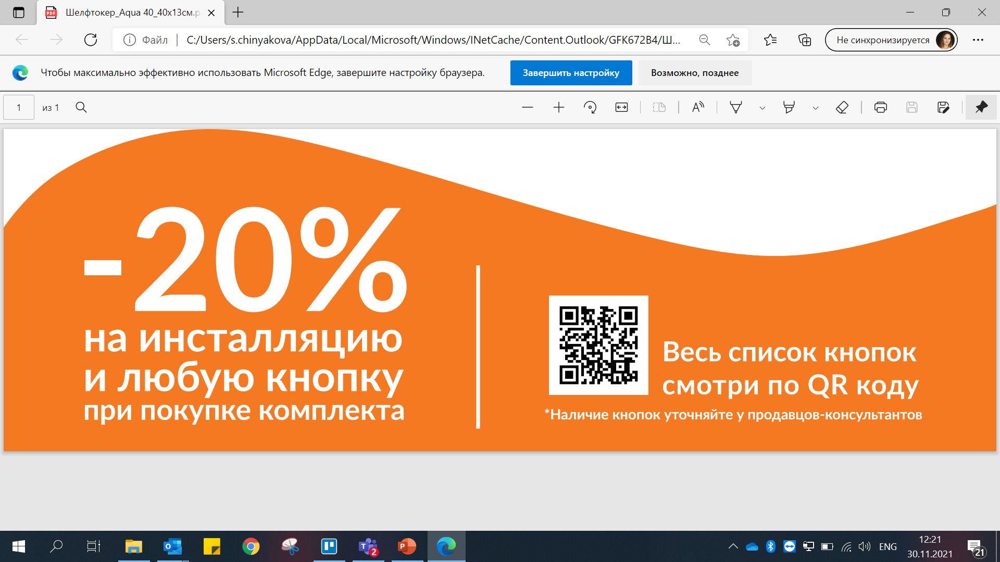 Шелфтокер_Aqua 40_40x13см.p
Файл
C:/Users/s.chinyakova/AppData/Local/Microsoft/Windows/INetCache/Content.Outlook/GFK672B4/Ш...
Не синхронизируется
Чтобы максимально эффективно использовать Microsoft Edge, завершите настройку браузера.
Завершить настройку
Возможно, позднее
1 из 1
-20%
на инсталляцию
и любую кнопку
при покупке комплекта
Весь список кнопок
смотри по QR коду
*Наличие кнопок уточняйте у продавцов-консультантов
2
ENG
12:21
30.11.2021
21